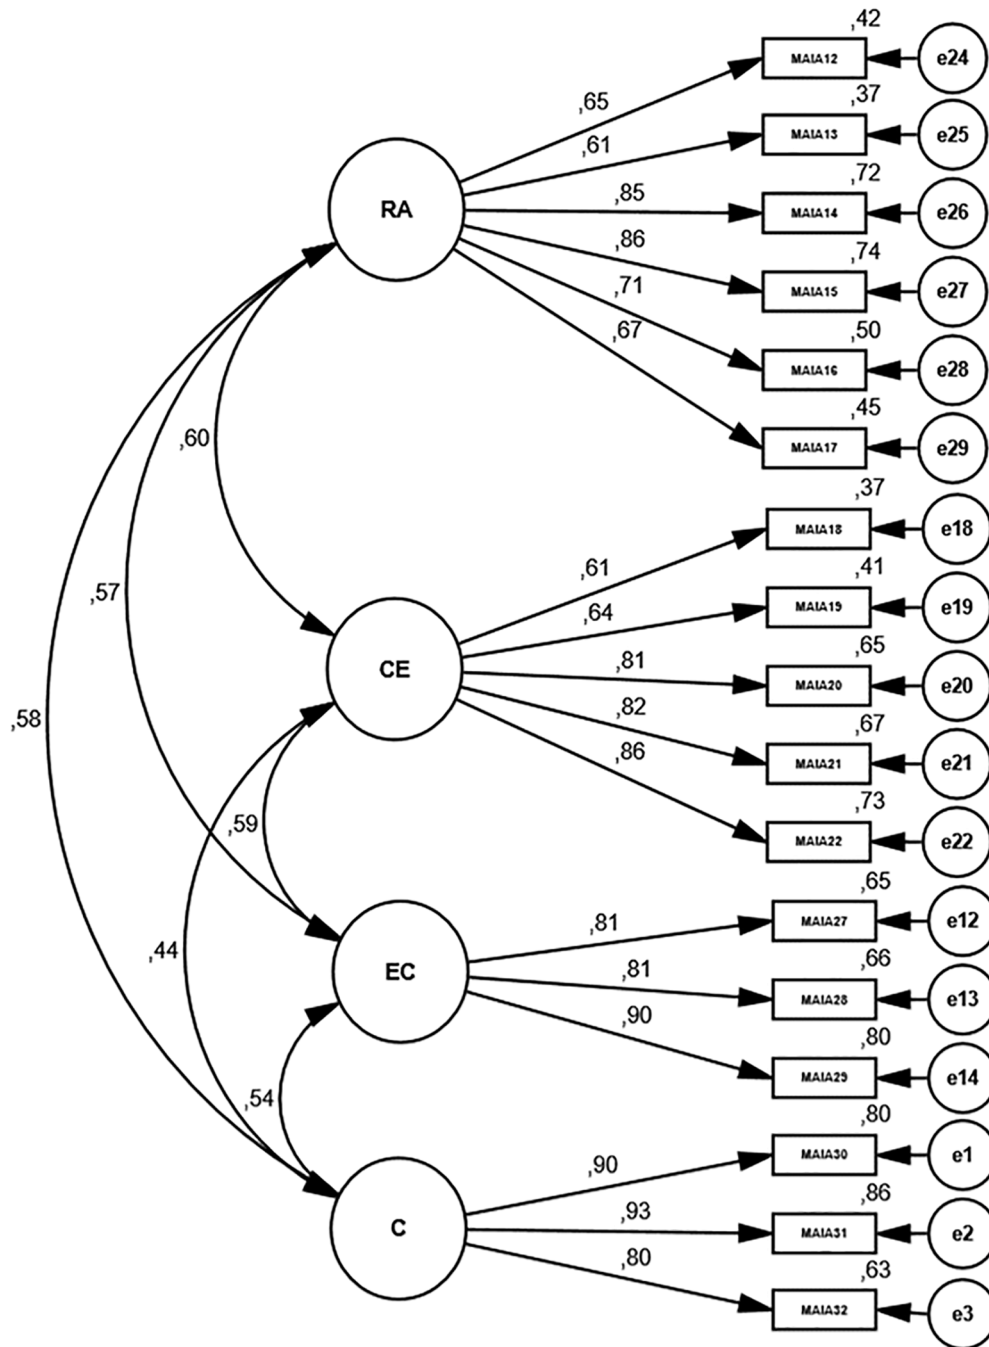 ,42
MAIA12
e24
,65
,37
MAIA13
e25
,61
,72
MAIA14
e26
RA
,85
,74
MAIA15
e27
,86
,71
,50
MAIA16
e28
,67
,45
MAIA17
e29
,60
,37
MAIA18
e18
,61
,41
MAIA19
e19
,57
,64
,65
MAIA20
e20
CE
,81
,58
,82
,67
MAIA21
e21
,86
,73
MAIA22
e22
,59
,65
MAIA27
e12
,81
,44
,66
MAIA28
e13
EC
,81
,90
,80
MAIA29
e14
,54
,80
MAIA30
e1
,90
,86
MAIA31
e2
C
,93
,80
,63
MAIA32
e3